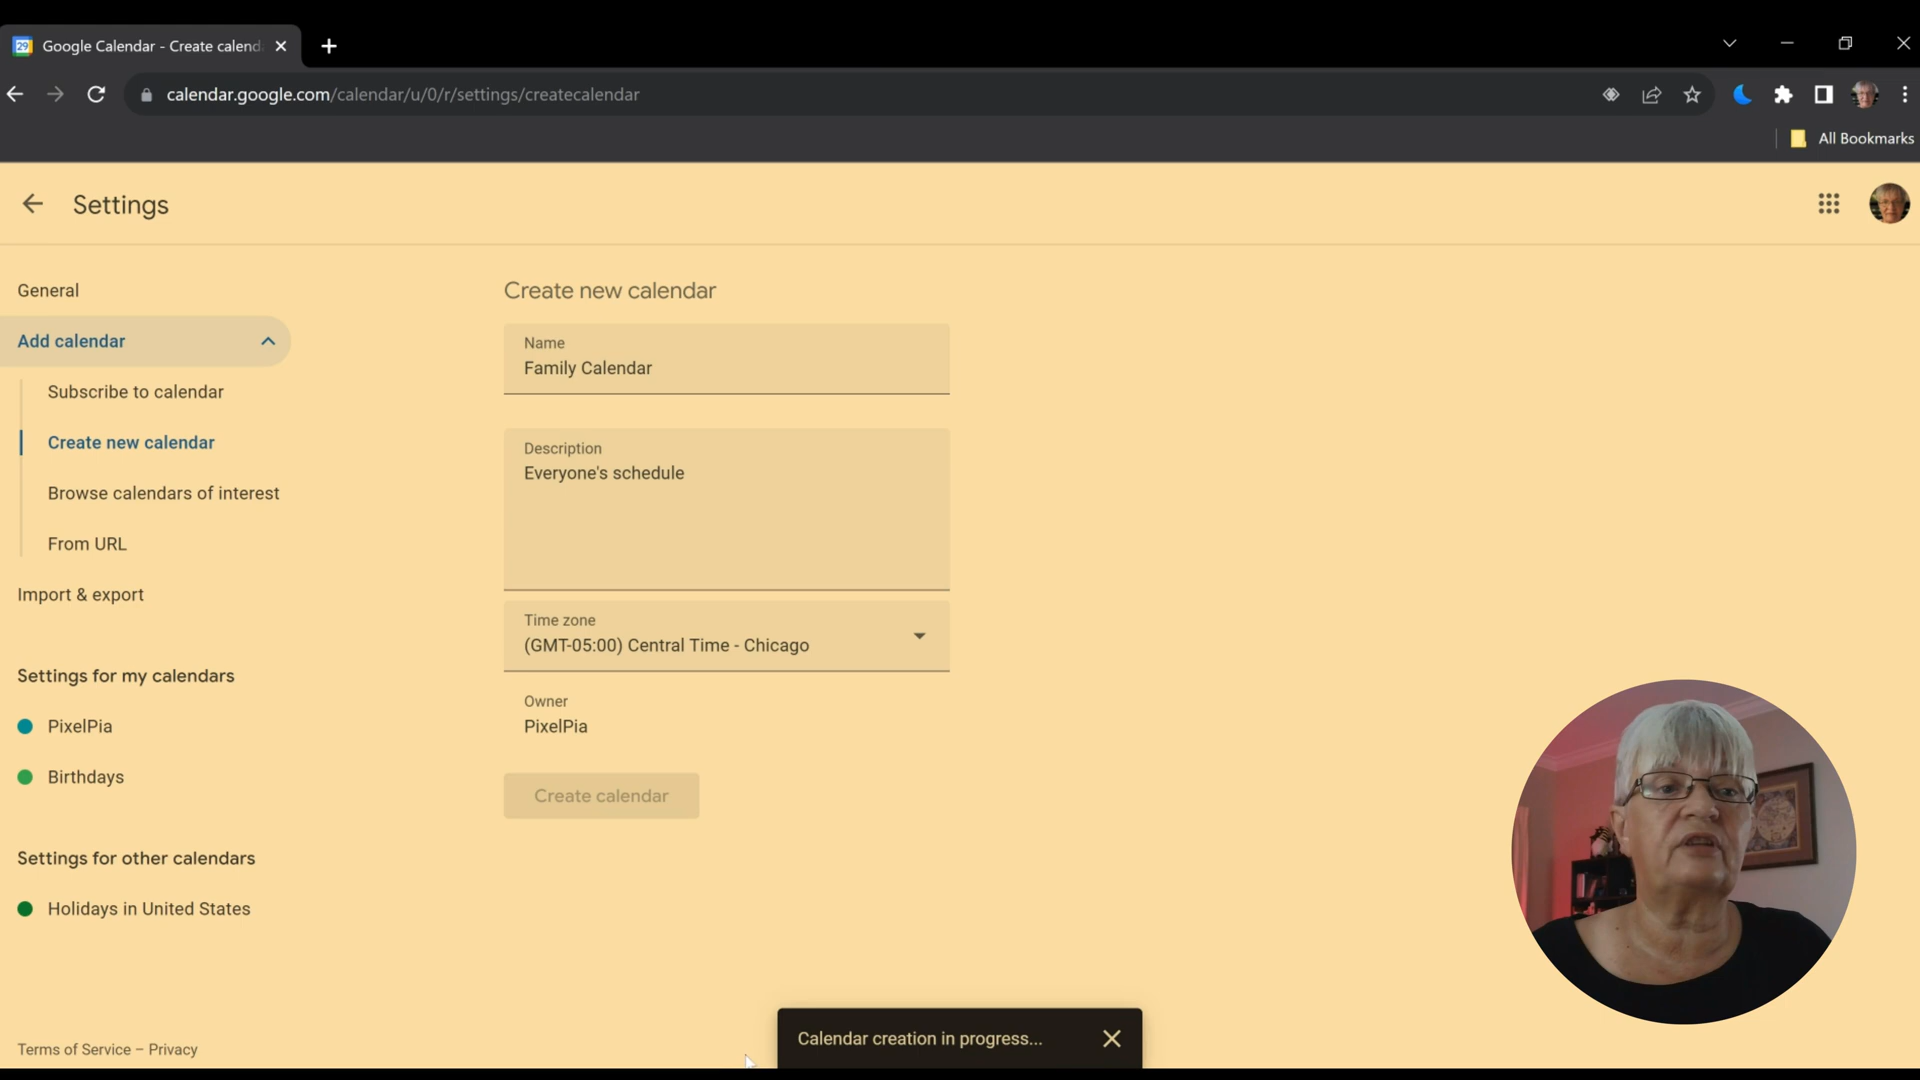 29 Google Calendar - Create calend
calendar.google.com/calendar/u/0/r/settings/createcalendar
All Bookmarks
Settings
General
Add calendar
Subscribe to calendar
Create new calendar
Browse calendars of interest
From URL
Import & export
Settings for my calendars
PixelPia
Birthdays
Settings for other calendars
Holidays in United States
Terms of Service – Privacy
Create new calendar
Name
Family Calendar
Description
Everyone's schedule
Time zone
(GMT-05:00) Central Time - Chicago
Owner
PixelPia
Create calendar
Calendar creation in progress...